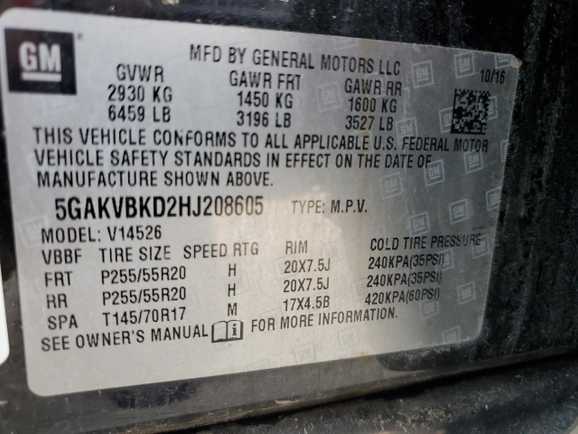 GM
MFD BY GENERAL MOTORS LLC
GVWR GAWR FRT GAWR RR 10/16
2930 KG 1450 KG 1600 KG
6459 LB 3196 LB 3527 LB
THIS VEHICLE CONFORMS TO ALL APPLICABLE U.S. FEDERAL MOTOR
VEHICLE SAFETY STANDARDS IN EFFECT ON THE DATE OF
MANUFACTURE SHOWN ABOVE.
5GAKVBKD2HJ208605 TYPE: M.P.V.
MODEL: V14526
VBBF TIRE SIZE SPEED RTG RIM COLD TIRE PRESSURE
FRT P255/55R20 H 20X7.5J 240KPA(35PSI)
RR P255/55R20 H 20X7.5J 240KPA(35PSI)
SPA T145/70R17 M 17X4.5B 420KPA(60PSI)
SEE OWNER'S MANUAL FOR MORE INFORMATION.